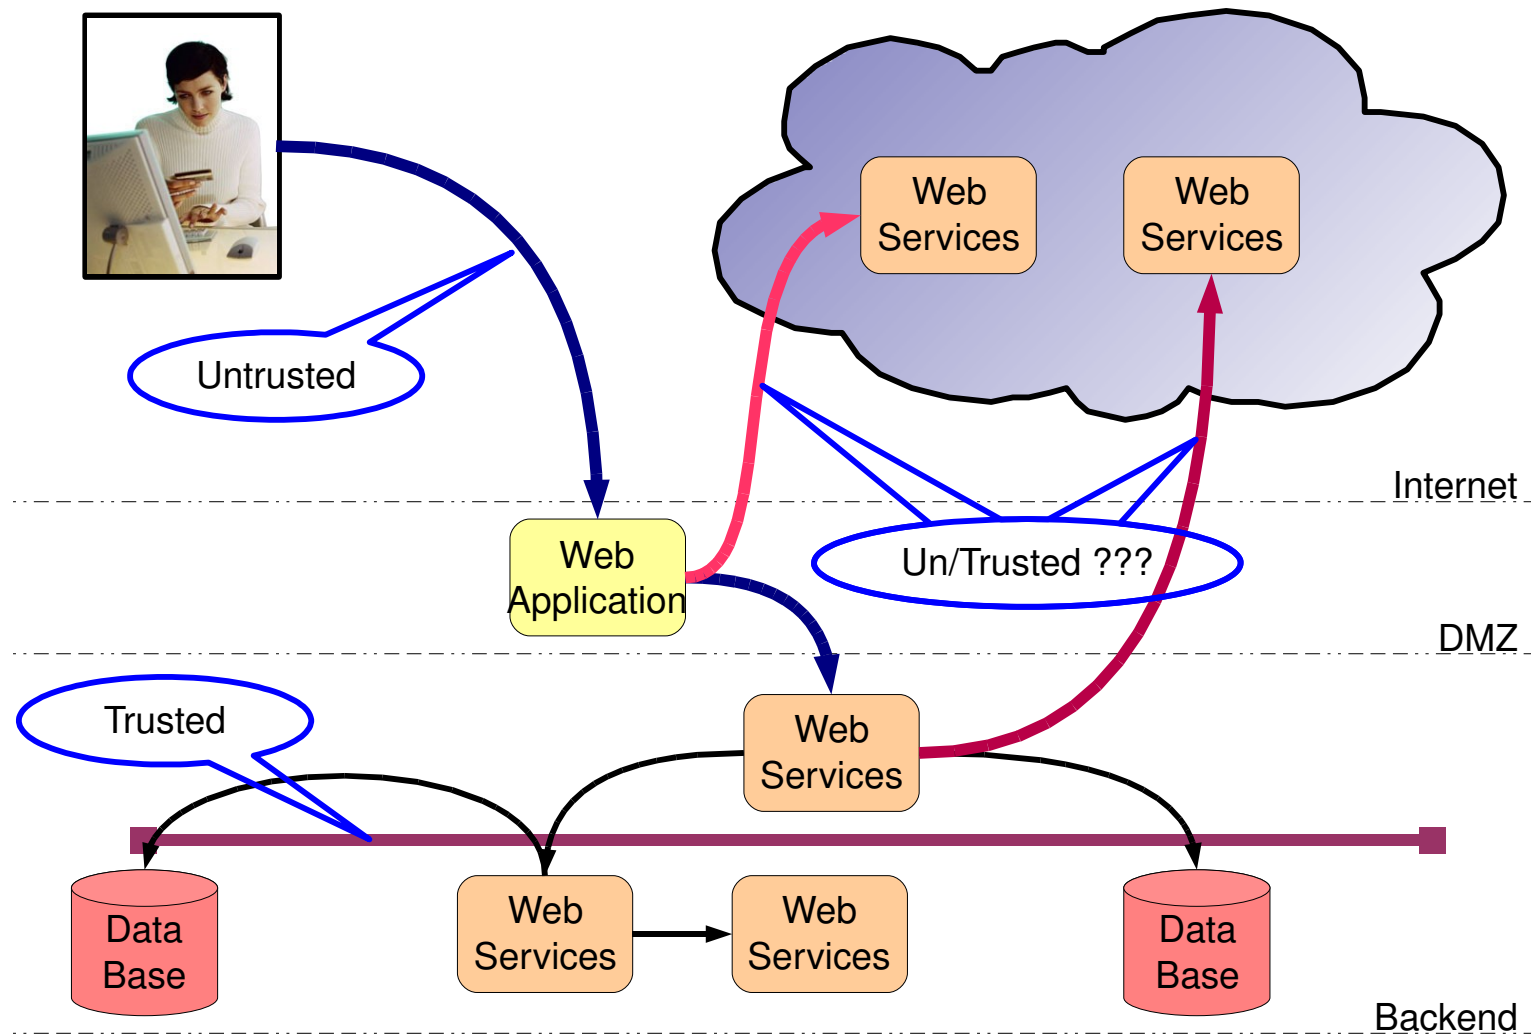 Web
Services
Web
Services
Untrusted
Internet
Web
Application
Un/Trusted ???
DMZ
Trusted
Web
Services
Data
Base
Web
Services
Web
Services
Data
Base
Backend